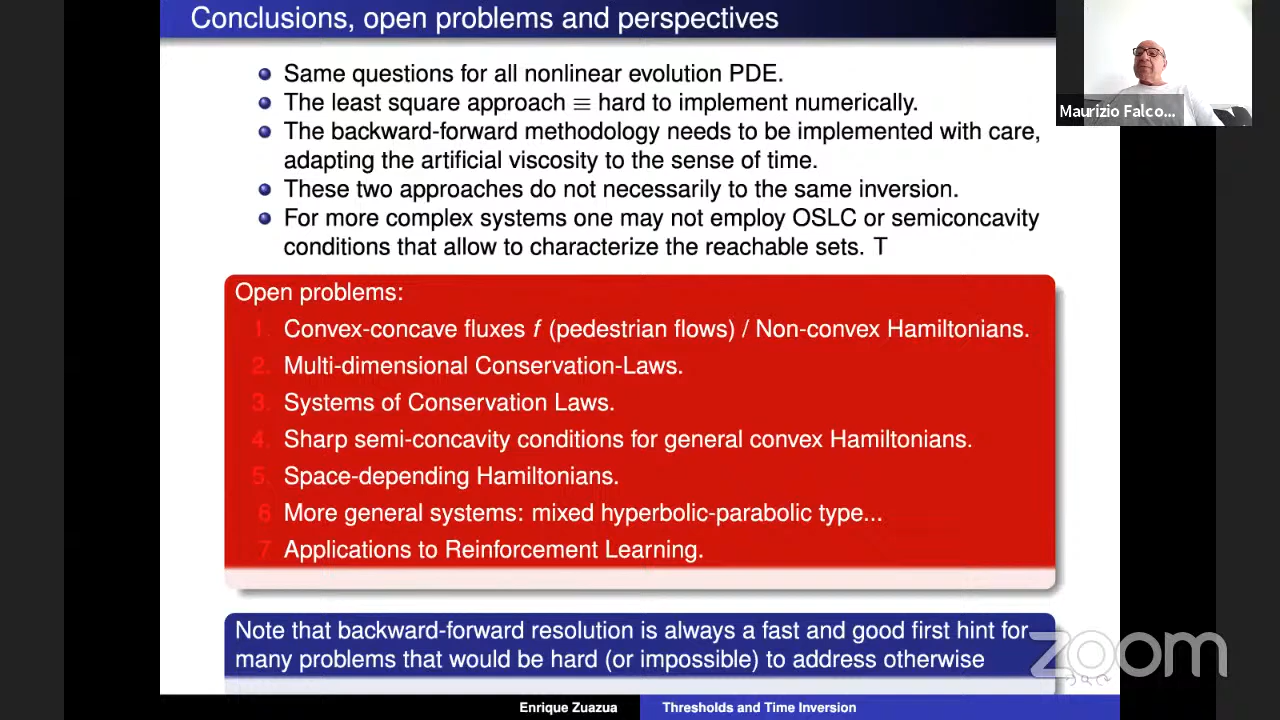 Conclusions, open problems and perspectives
Same questions for all nonlinear evolution PDE.
The least square approach ≡ hard to implement numerically.
The backward-forward methodology needs to be implemented with care,
adapting the artificial viscosity to the sense of time.
These two approaches do not necessarily to the same inversion.
For more complex systems one may not employ OSLC or semiconcavity
conditions that allow to characterize the reachable sets. T
Open problems:
1. Convex-concave fluxes f (pedestrian flows) / Non-convex Hamiltonians.
2. Multi-dimensional Conservation-Laws.
3. Systems of Conservation Laws.
4. Sharp semi-concavity conditions for general convex Hamiltonians.
5. Space-depending Hamiltonians.
6 More general systems: mixed hyperbolic-parabolic type...
7 Applications to Reinforcement Learning.
Note that backward-forward resolution is always a fast and good first hint for
many problems that would be hard (or impossible) to address otherwise
Enrique Zuazua Thresholds and Time Inversion
Maurizio Falco...
zoom